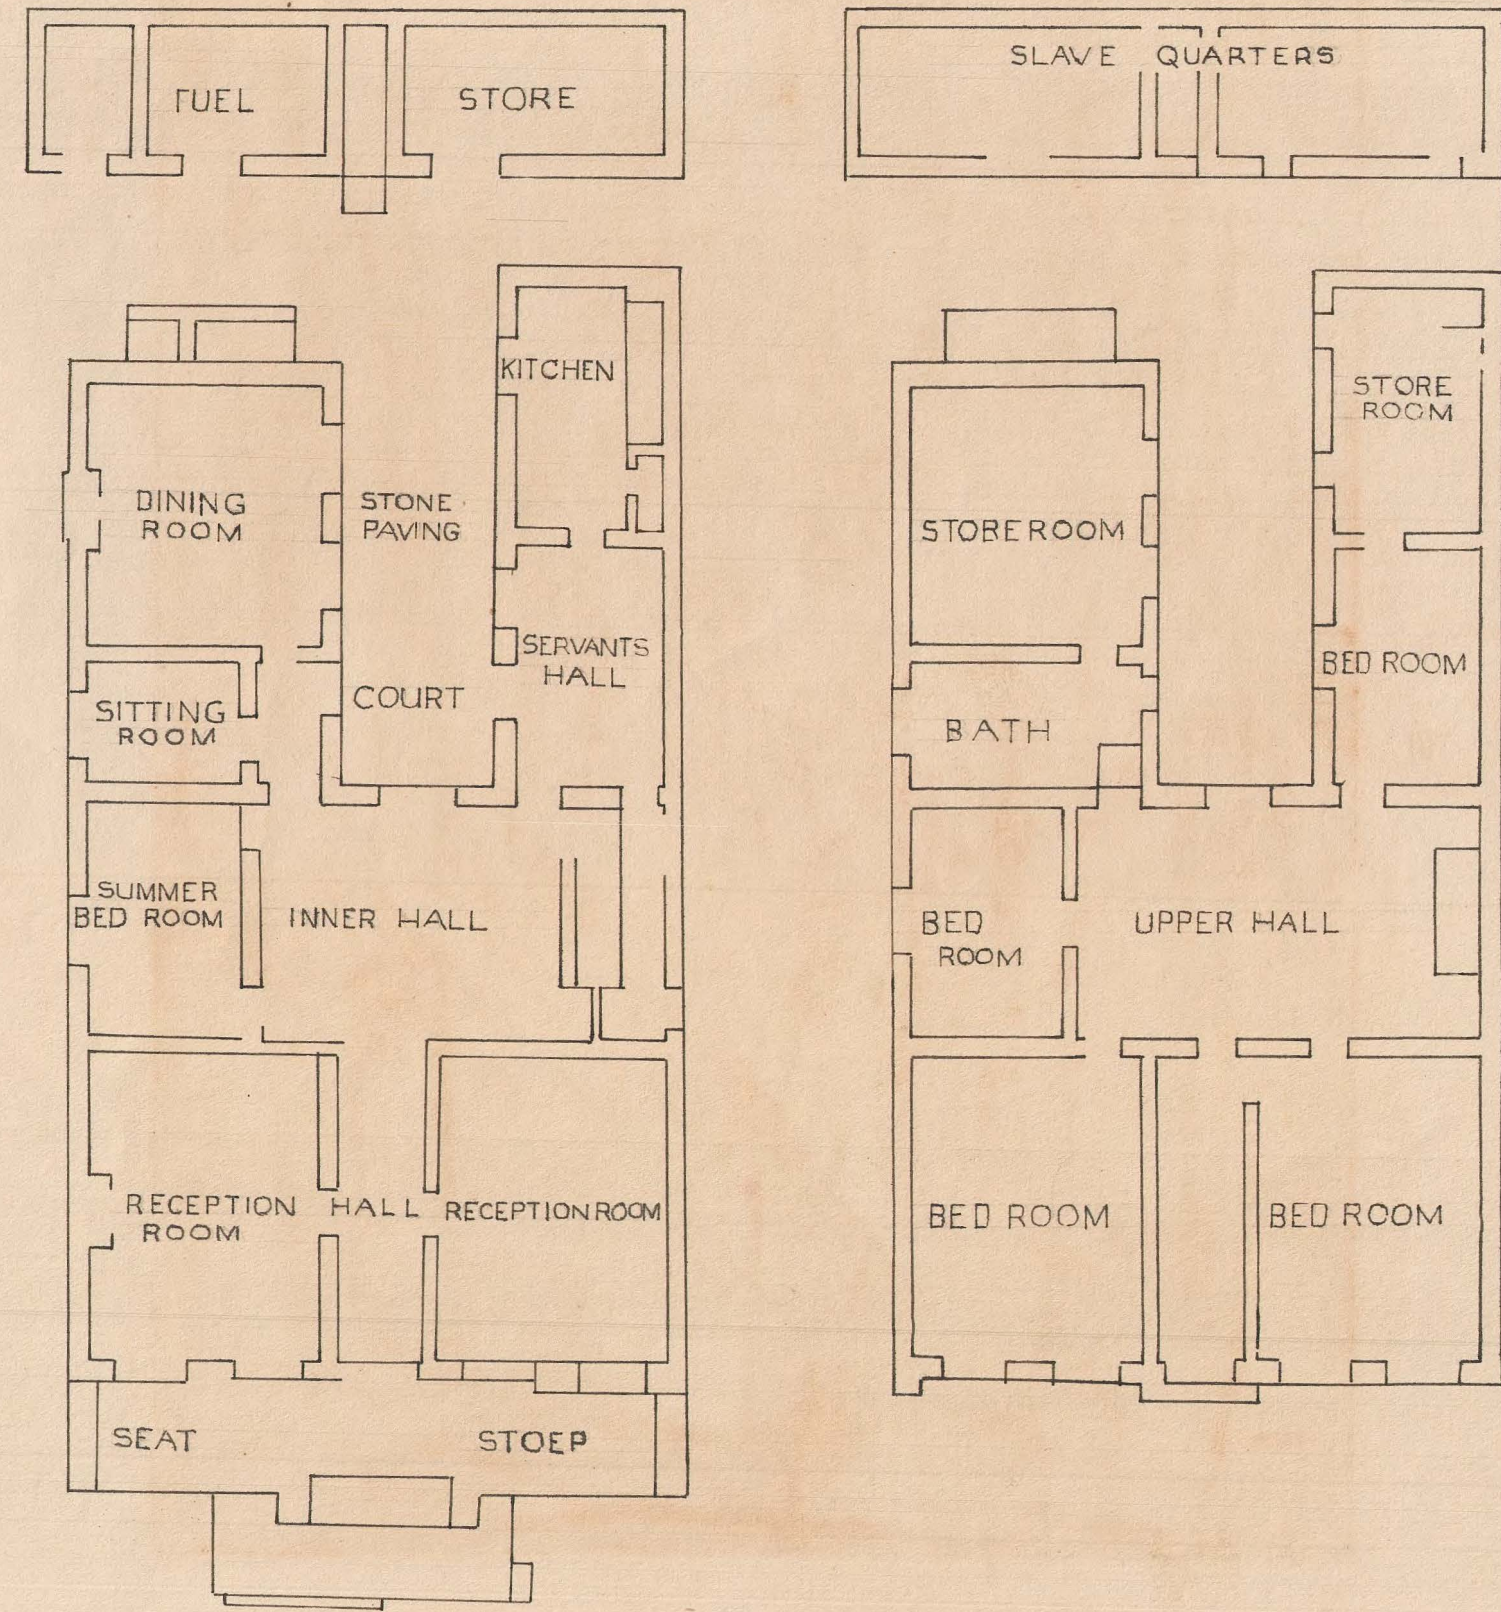 FUEL
STORE
SLAVE QUARTERS
KITCHEN
STORE
ROOM
DINING
ROOM
STONE
PAVING
STOREROOM
SERVANTS
HALL
BED ROOM
SITTING
ROOM
COURT
BATH
SUMMER
BED ROOM
INNER HALL
BED
ROOM
UPPER HALL
RECEPTION
ROOM
HALL
RECEPTION ROOM
BED ROOM
BED ROOM
SEAT
STOEP